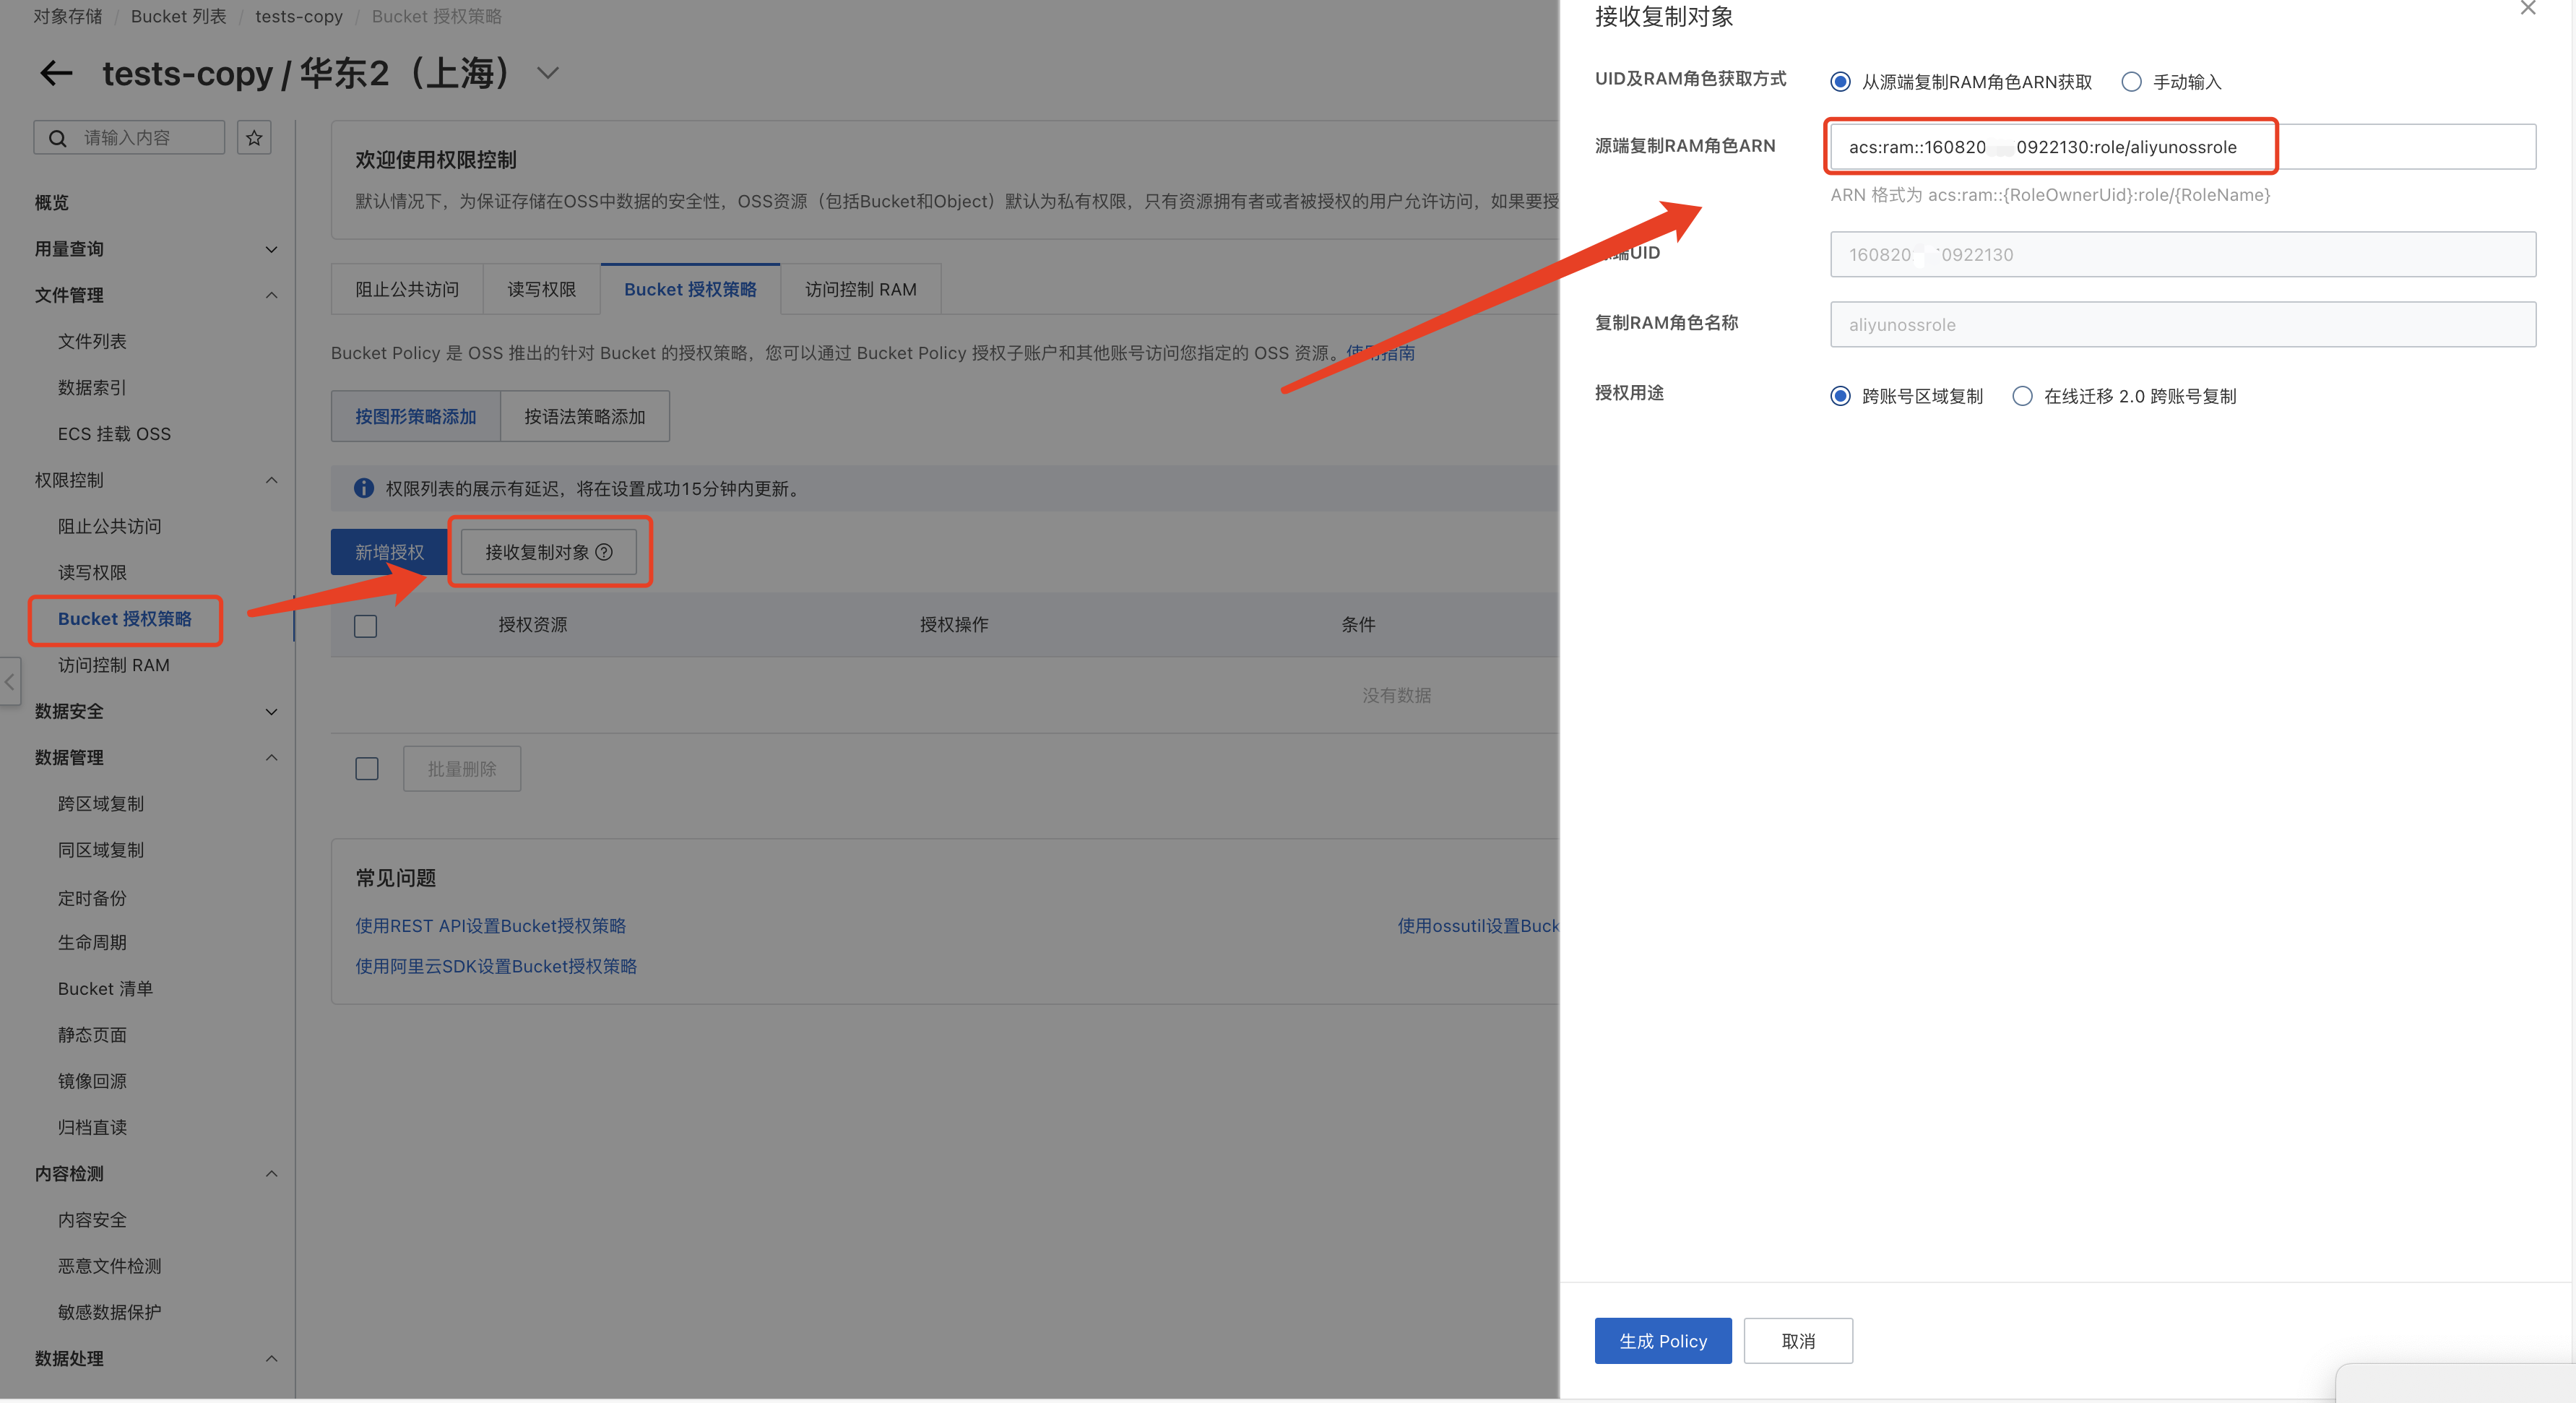 对象存储 / Bucket 列表 / tests-copy / Bucket 授权策略
tests-copy / 华东2（上海）
请输入内容
概览
用量查询
文件管理
文件列表
数据索引
ECS 挂载 OSS
权限控制
阻止公共访问
读写权限
Bucket 授权策略
访问控制 RAM
数据安全
数据管理
跨区域复制
同区域复制
定时备份
生命周期
Bucket 清单
静态页面
镜像回源
归档直读
内容检测
内容安全
恶意文件检测
敏感数据保护
数据处理
欢迎使用权限控制
默认情况下，为保证存储在OSS中数据的安全性，OSS资源（包括Bucket和Object）默认为私有权限，只有资源拥有者或者被授权的用户允许访问，如果要授
阻止公共访问
读写权限
Bucket 授权策略
访问控制 RAM
Bucket Policy 是 OSS 推出的针对 Bucket 的授权策略，您可以通过 Bucket Policy 授权子账户和其他账号访问您指定的 OSS 资源。使用指南
按图形策略添加
按语法策略添加
权限列表的展示有延迟，将在设置成功15分钟内更新。
新增授权
接收复制对象
授权资源
授权操作
条件
没有数据
批量删除
常见问题
使用REST API设置Bucket授权策略
使用ossutil设置Buck
使用阿里云SDK设置Bucket授权策略
接收复制对象
UID及RAM角色获取方式
从源端复制RAM角色ARN获取
手动输入
源端复制RAM角色ARN
acs:ram::160820 0922130:role/aliyunossrole
ARN 格式为 acs:ram::{RoleOwnerUid}:role/{RoleName}
端UID
160820 0922130
复制RAM角色名称
aliyunossrole
授权用途
跨账号区域复制
在线迁移 2.0 跨账号复制
生成 Policy
取消